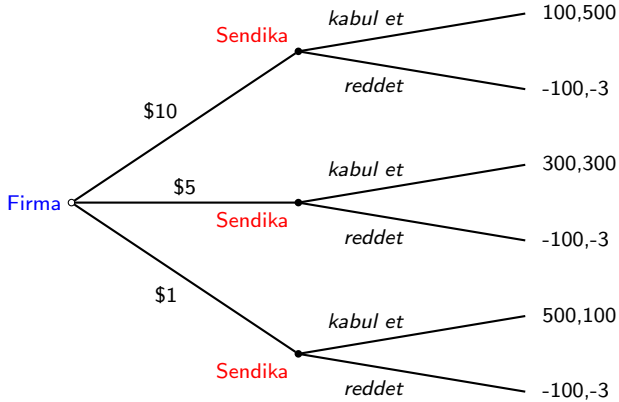 kabul et
100,500
Sendika
reddet
-100,-3
$10
kabul et
300,300
$5
Firma
Sendika
reddet
-100,-3
$1
kabul et
500,100
Sendika
reddet
-100,-3